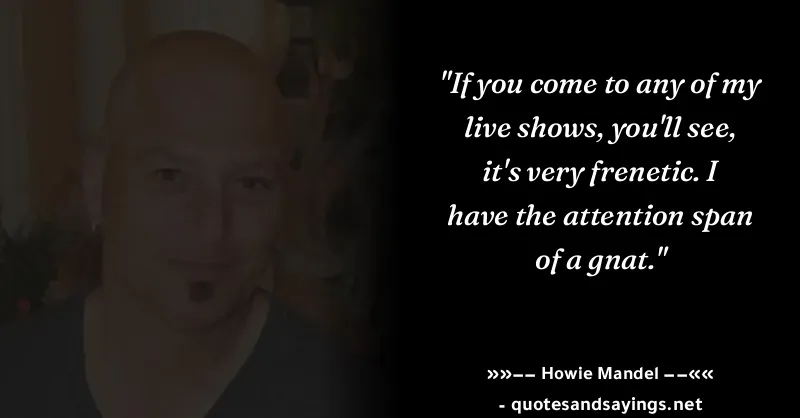 "If you come to any of my
live shows, you'll see,
it's very frenetic. I
have the attention span
of a gnat."
»»–– Howie Mandel ––««
- quotesandsayings.net